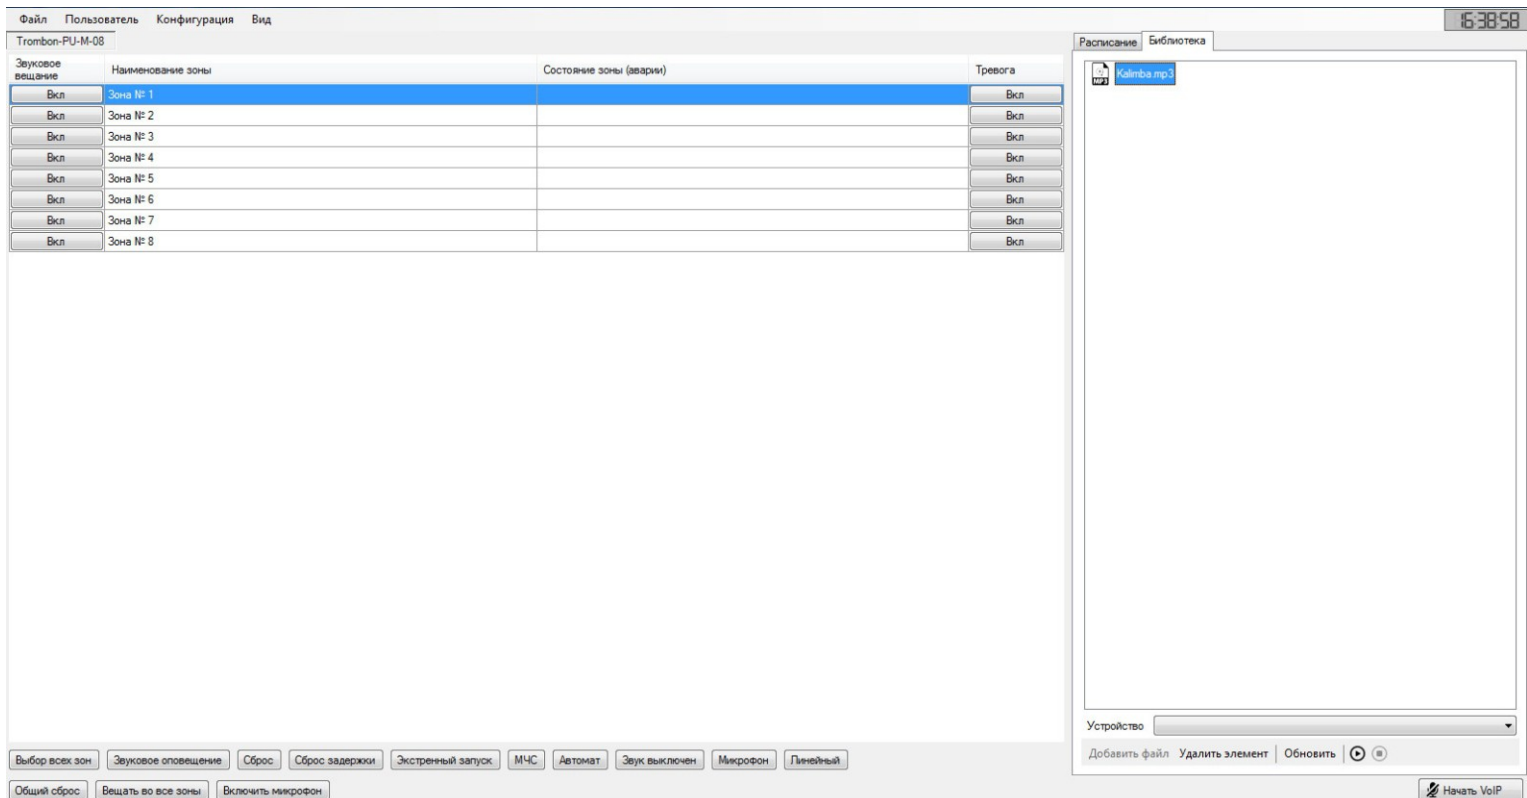 Файл Пользователь Конфигурация Вид 16:38:58
Trombon-PU-M-08
Расписание Библиотека
Звуковое вещание Наименование зоны Состояние зоны (аварии) Тревога
Вкл Зона № 1 Вкл
Вкл Зона № 2 Вкл
Вкл Зона № 3 Вкл
Вкл Зона № 4 Вкл
Вкл Зона № 5 Вкл
Вкл Зона № 6 Вкл
Вкл Зона № 7 Вкл
Вкл Зона № 8 Вкл
MP3 Kalimba.mp3
Устройство
Добавить файл Удалить элемент Обновить
Выбор всех зон Звуковое оповещение Сброс Сброс задержки Экстренный запуск МЧС Автомат Звук выключен Микрофон Линейный
Общий сброс Вещать во все зоны Включить микрофон Начать VoIP